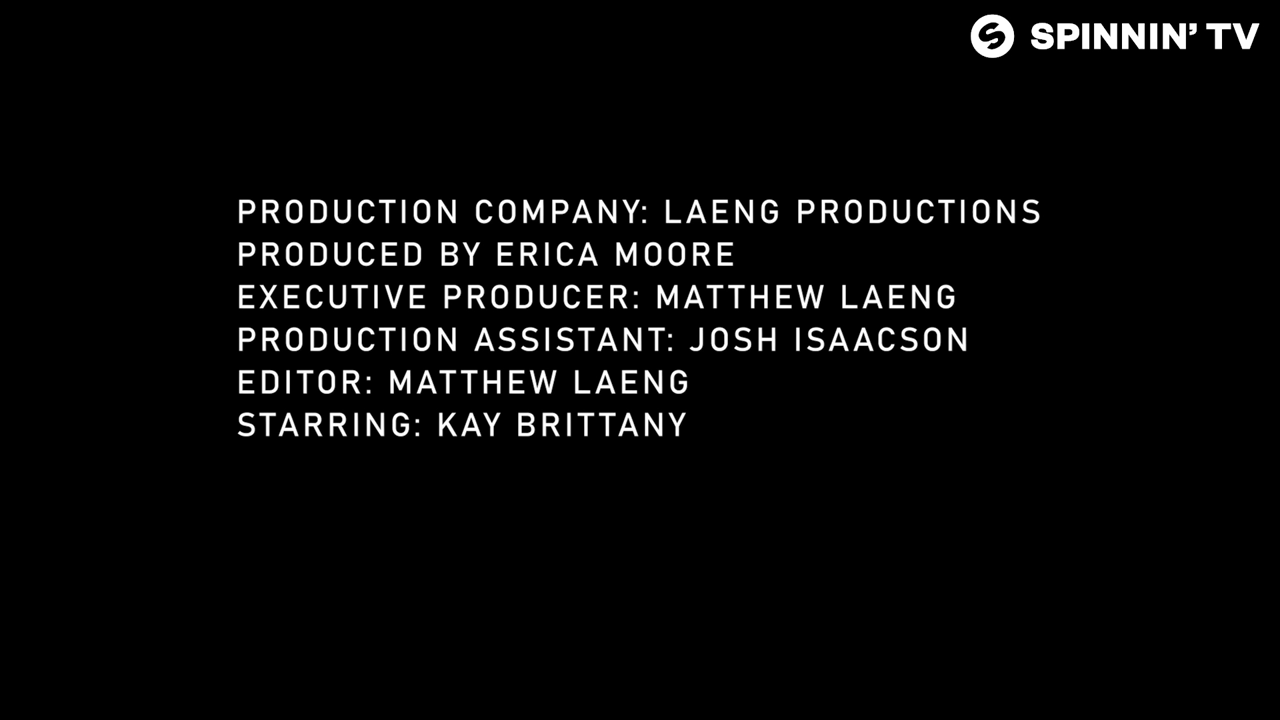 SPINNIN' TV
PRODUCTION COMPANY: LAENG PRODUCTIONS
PRODUCED BY ERICA MOORE
EXECUTIVE PRODUCER: MATTHEW LAENG
PRODUCTION ASSISTANT: JOSH ISAACSON
EDITOR: MATTHEW LAENG
STARRING: KAY BRITTANY